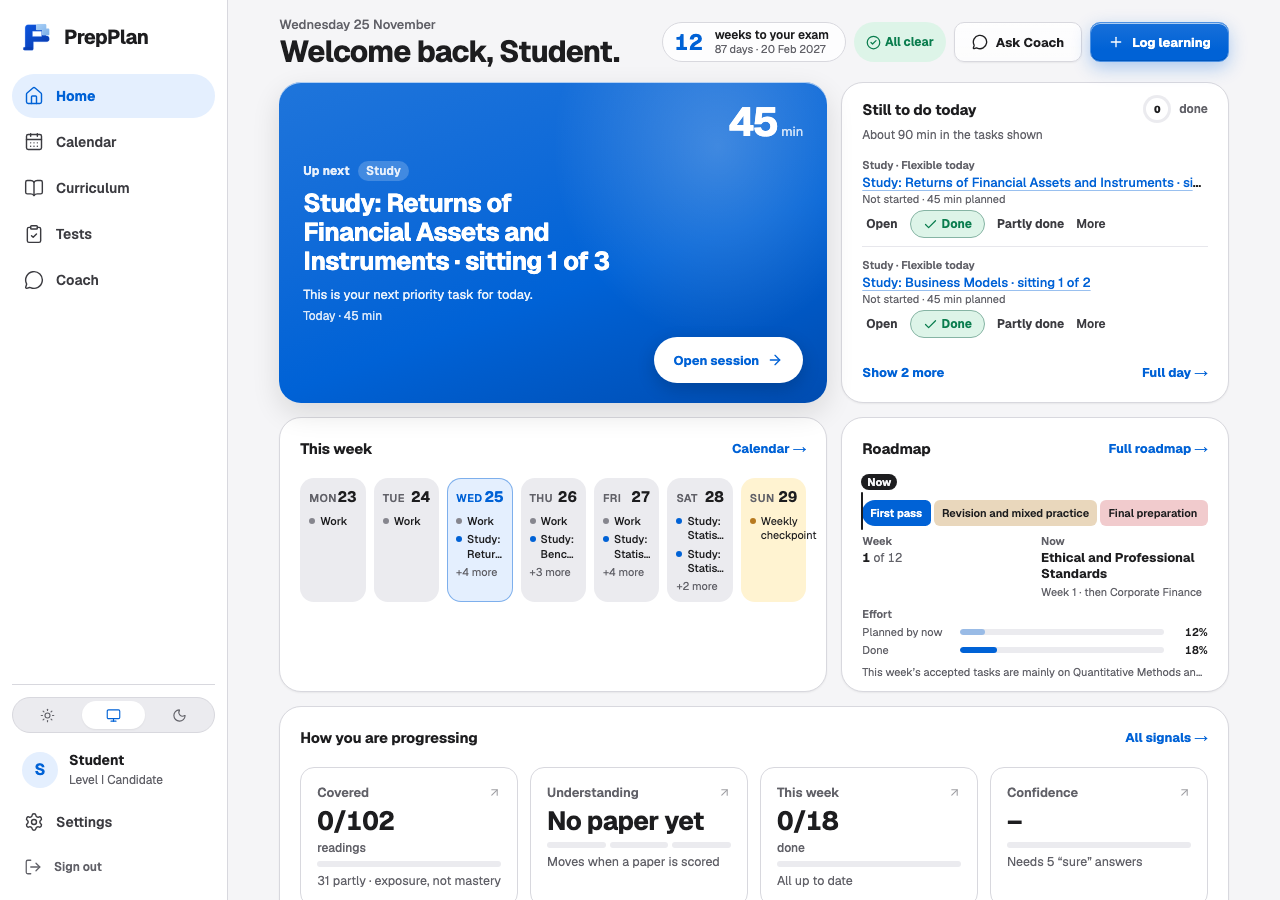 PrepPlan
Home
Calendar
Curriculum
Tests
Coach
S
Student
Level I Candidate
Settings
Sign out
Wednesday 25 November
Welcome back, Student.
12
weeks to your exam
87 days · 20 Feb 2027
All clear
Ask Coach
Log learning
45 min
Up next
Study
Study: Returns of
Financial Assets and
Instruments · sitting 1 of 3
This is your next priority task for today.
Today · 45 min
Open session →
Still to do today
0 done
About 90 min in the tasks shown
Study · Flexible today
Study: Returns of Financial Assets and Instruments · si...
Not started · 45 min planned
Open
Done
Partly done
More
Study · Flexible today
Study: Business Models · sitting 1 of 2
Not started · 45 min planned
Open
Done
Partly done
More
Show 2 more
Full day →
This week
Calendar →
MON 23
Work
TUE 24
Work
WED 25
Work
Study:
Retur...
+4 more
THU 26
Work
Study:
Benc...
+3 more
FRI 27
Work
Study:
Statis...
+4 more
SAT 28
Study:
Statis...
Study:
Statis...
+2 more
SUN 29
Weekly
checkpoint
Roadmap
Full roadmap →
Now
First pass
Revision and mixed practice
Final preparation
Week
1 of 12
Now
Ethical and Professional
Standards
Week 1 · then Corporate Finance
Effort
Planned by now 12%
Done 18%
This week's accepted tasks are mainly on Quantitative Methods an...
How you are progressing
All signals →
Covered
0/102
readings
31 partly · exposure, not mastery
Understanding
No paper yet
Moves when a paper is scored
This week
0/18
done
All up to date
Confidence
–
Needs 5 “sure” answers